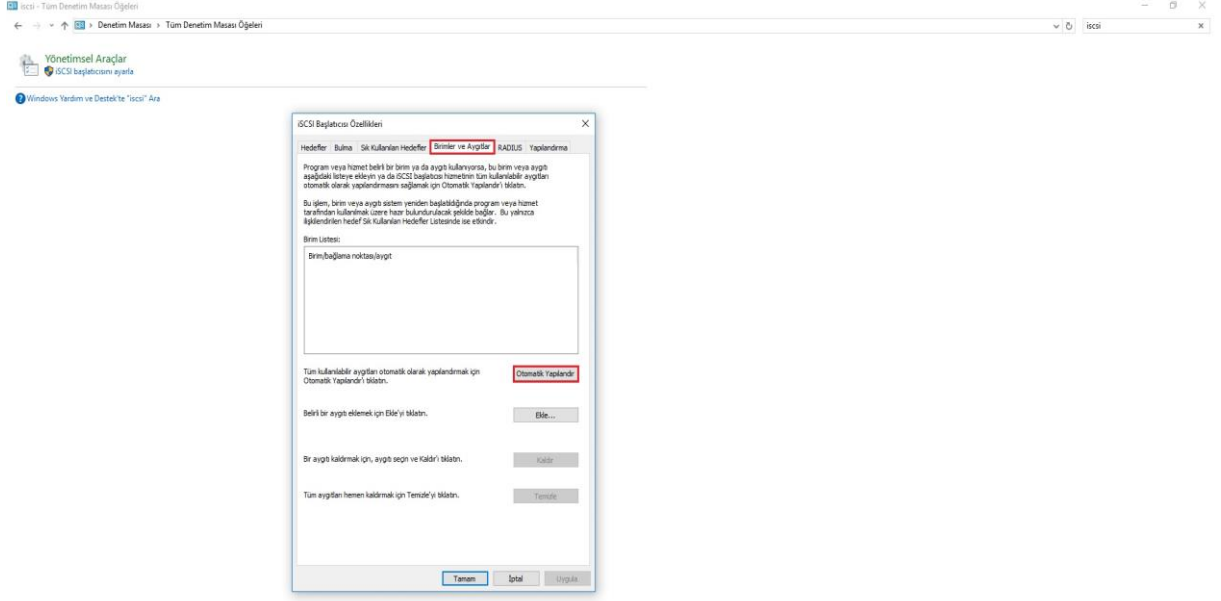 iscsi - Tüm Denetim Masası Öğeleri
Denetim Masası > Tüm Denetim Masası Öğeleri
iscsi
Yönetimsel Araçlar
iSCSI başlatıcısını ayarla
Windows Yardım ve Destek'te "iscsi" Ara
iSCSI Başlatıcısı Özellikleri
Hedefler Bulma Sık Kullanılan Hedefler Birimler ve Aygıtlar RADIUS Yapılandırma
Program veya hizmet belirli bir birim ya da aygıtı kullanıyorsa, bu birim veya aygıtı
aşağıdaki listeye ekleyin ya da iSCSI başlatıcısı hizmetinin tüm kullanılabilir aygıtları
otomatik olarak yapılandırmasını sağlamak için Otomatik Yapılandır'ı tıklatın.
Bu işlem, birim veya aygıtı sistem yeniden başlatıldığında program veya hizmet
tarafından kullanılmak üzere hazır bulundurulacak şekilde bağlar. Bu yalnızca
ilişkilendirilen hedef Sık Kullanılan Hedefler Listesinde ise etkindir.
Birim Listesi:
Birim/bağlama noktası/aygıt
Tüm kullanılabilir aygıtları otomatik olarak yapılandırmak için
Otomatik Yapılandır'ı tıklatın.
Otomatik Yapılandır
Belirli bir aygıtı eklemek için Ekle'yi tıklatın.
Ekle...
Bir aygıtı kaldırmak için, aygıtı seçin ve Kaldır'ı tıklatın.
Kaldır
Tüm aygıtları hemen kaldırmak için Temizle'yi tıklatın.
Temizle
Tamam İptal Uygula